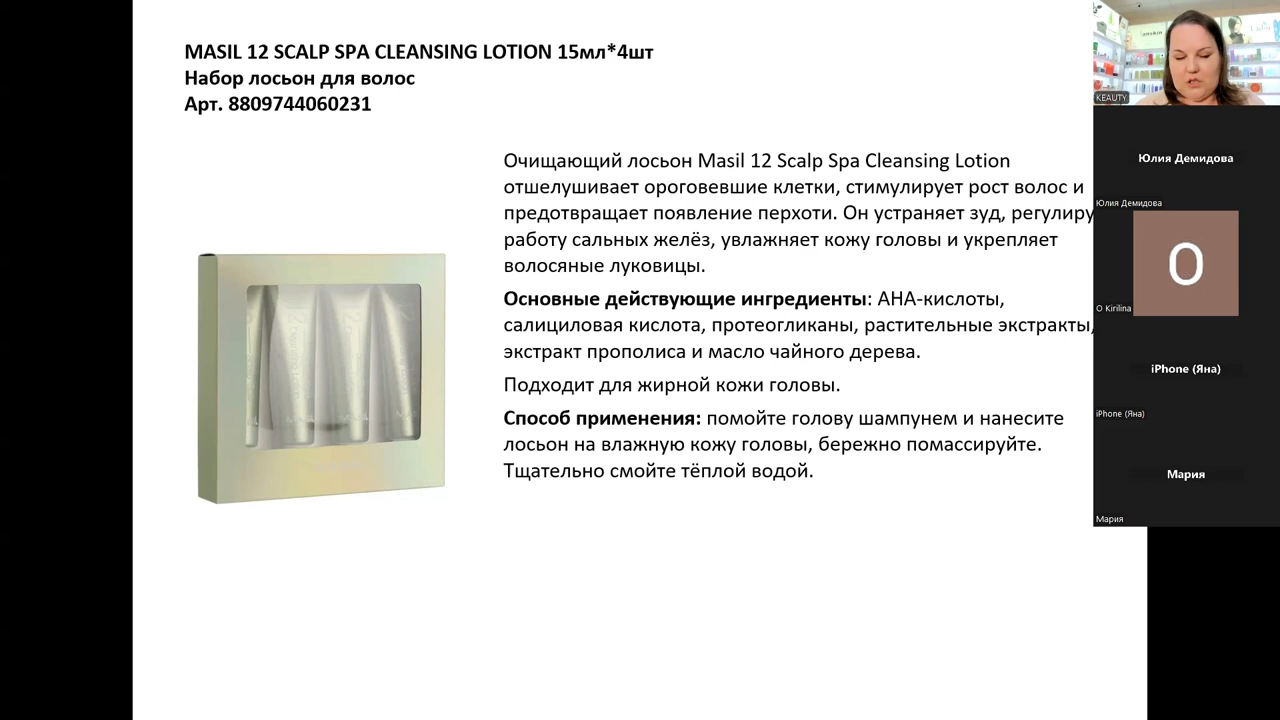 MASIL 12 SCALP SPA CLEANSING LOTION 15мл*4шт
Набор лосьон для волос
Арт. 8809744060231
Очищающий лосьон Masil 12 Scalp Spa Cleansing Lotion
отшелушивает ороговевшие клетки, стимулирует рост волос и
предотвращает появление перхоти. Он устраняет зуд, регулиру
работу сальных желёз, увлажняет кожу головы и укрепляет
волосяные луковицы.
Основные действующие ингредиенты: AHA-кислоты,
салициловая кислота, протеогликаны, растительные экстракты,
экстракт прополиса и масло чайного дерева.
Подходит для жирной кожи головы.
Способ применения: помойте голову шампунем и нанесите
лосьон на влажную кожу головы, бережно помассируйте.
Тщательно смойте тёплой водой.
KEAUTY
Юлия Демидова
Юлия Демидова
O
O Kirilina
iPhone (Яна)
iPhone (Яна)
Мария
Мария